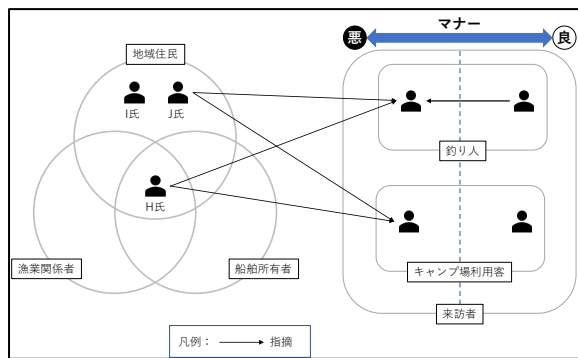 マナー
悪
良
地域住民
I氏
J氏
釣り人
H氏
漁業関係者
船舶所有者
キャンプ場利用客
来訪者
凡例：
指摘